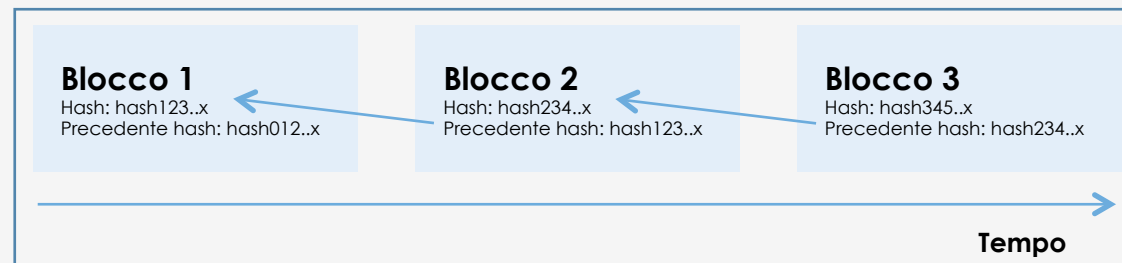 Blocco 1
Hash: hash123..x
Precedente hash: hash012..x
Blocco 2
Hash: hash234..x
Precedente hash: hash123..x
Blocco 3
Hash: hash345..x
Precedente hash: hash234..x
Tempo